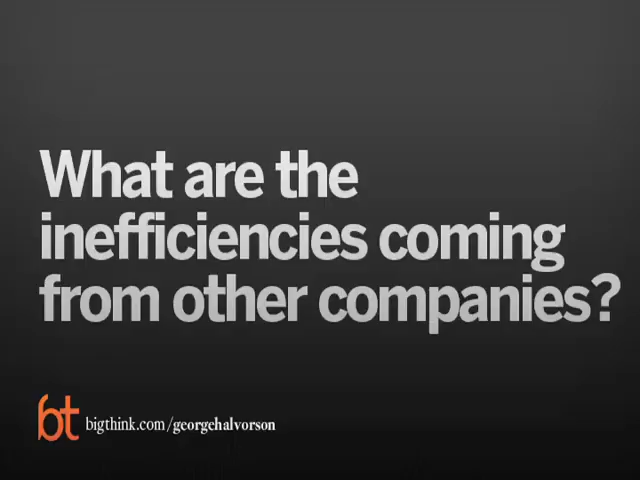 What are the
inefficiencies coming
from other companies?
bt bigthink.com/georgehalvorson